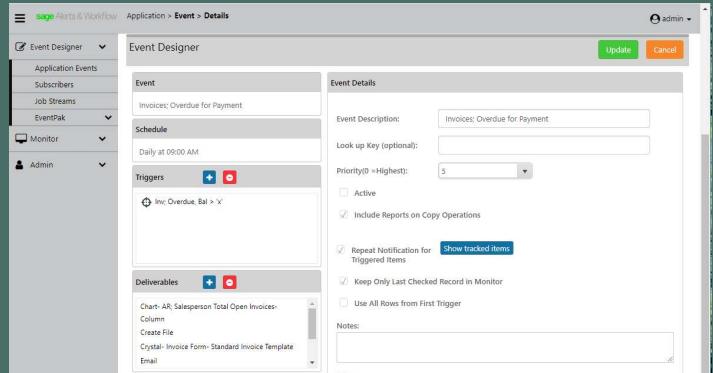 sage Alerts & Workflow
Application > Event > Details
admin
Event Designer
Application Events
Subscribers
Job Streams
EventPak
Monitor
Admin
Event Designer
Update
Cancel
Event
Invoices; Overdue for Payment
Schedule
Daily at 09:00 AM
Triggers
Inv; Overdue, Bal > 'x'
Deliverables
Chart- AR; Salesperson Total Open Invoices-
Column
Create File
Crystal- Invoice Form- Standard Invoice Template
Email
Event Details
Event Description:
Invoices; Overdue for Payment
Look up Key (optional):
Priority(0 =Highest):
5
Active
Include Reports on Copy Operations
Repeat Notification for
Triggered Items
Show tracked items
Keep Only Last Checked Record in Monitor
Use All Rows from First Trigger
Notes: